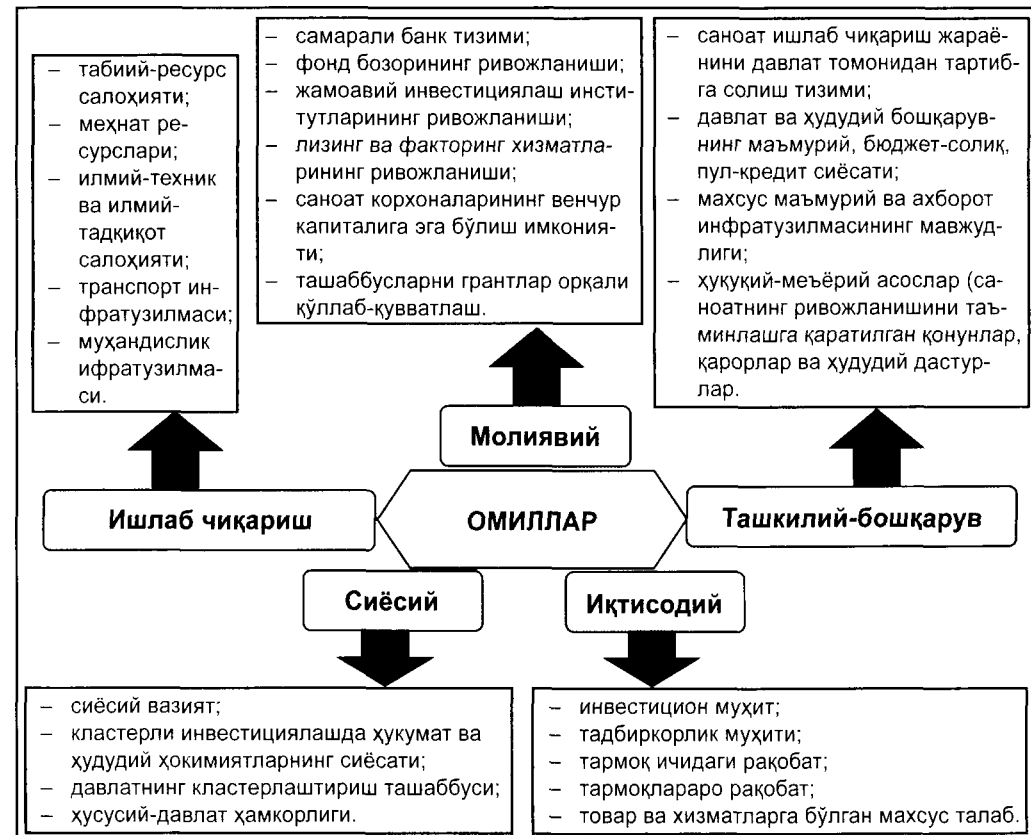 – табиий-ресурс
салоҳияти;
– меҳнат ре-
сурслари;
– илмий-техник
ва илмий-
тадқиқот
салоҳияти;
– транспорт ин-
фратузилмаси;
– муҳандислик
ифратузилма-
си.
– самарали банк тизими;
– фонд бозорининг ривожланиши;
– жамоавий инвестициялаш инсти-
тутларининг ривожланиши;
– лизинг ва факторинг хизматла-
рининг ривожланиши;
– саноат корхоналарининг венчур
капиталига эга бўлиш имкония-
ти;
– ташаббусларни грантлар орқали
қўллаб-қувватлаш.
– саноат ишлаб чиқариш жараё-
нини давлат томонидан тартиб-
га солиш тизими;
– давлат ва ҳудудий бошқарув-
нинг маъмурий, бюджет-солиқ,
пул-кредит сиёсати;
– махсус маъмурий ва ахборот
инфратузилмасининг мавжуд-
лиги;
– ҳуқуқий-меъёрий асослар (са-
ноатнинг ривожланишини таъ-
минлашга қаратилган қонунлар,
қарорлар ва ҳудудий дастур-
лар.
Молиявий
Ишлаб чиқариш
ОМИЛЛАР
Ташкилий-бошқарув
Сиёсий
Иқтисодий
– сиёсий вазият;
– кластерли инвестициялашда ҳукумат ва
ҳудудий ҳокимиятларнинг сиёсати;
– давлатнинг кластерлаштириш ташаббуси;
– ҳусусий-давлат ҳамкорлиги.
– инвестицион муҳит;
– тадбиркорлик муҳити;
– тармоқ ичидаги рақобат;
– тармоқлараро рақобат;
– товар ва хизматларга бўлган махсус талаб.